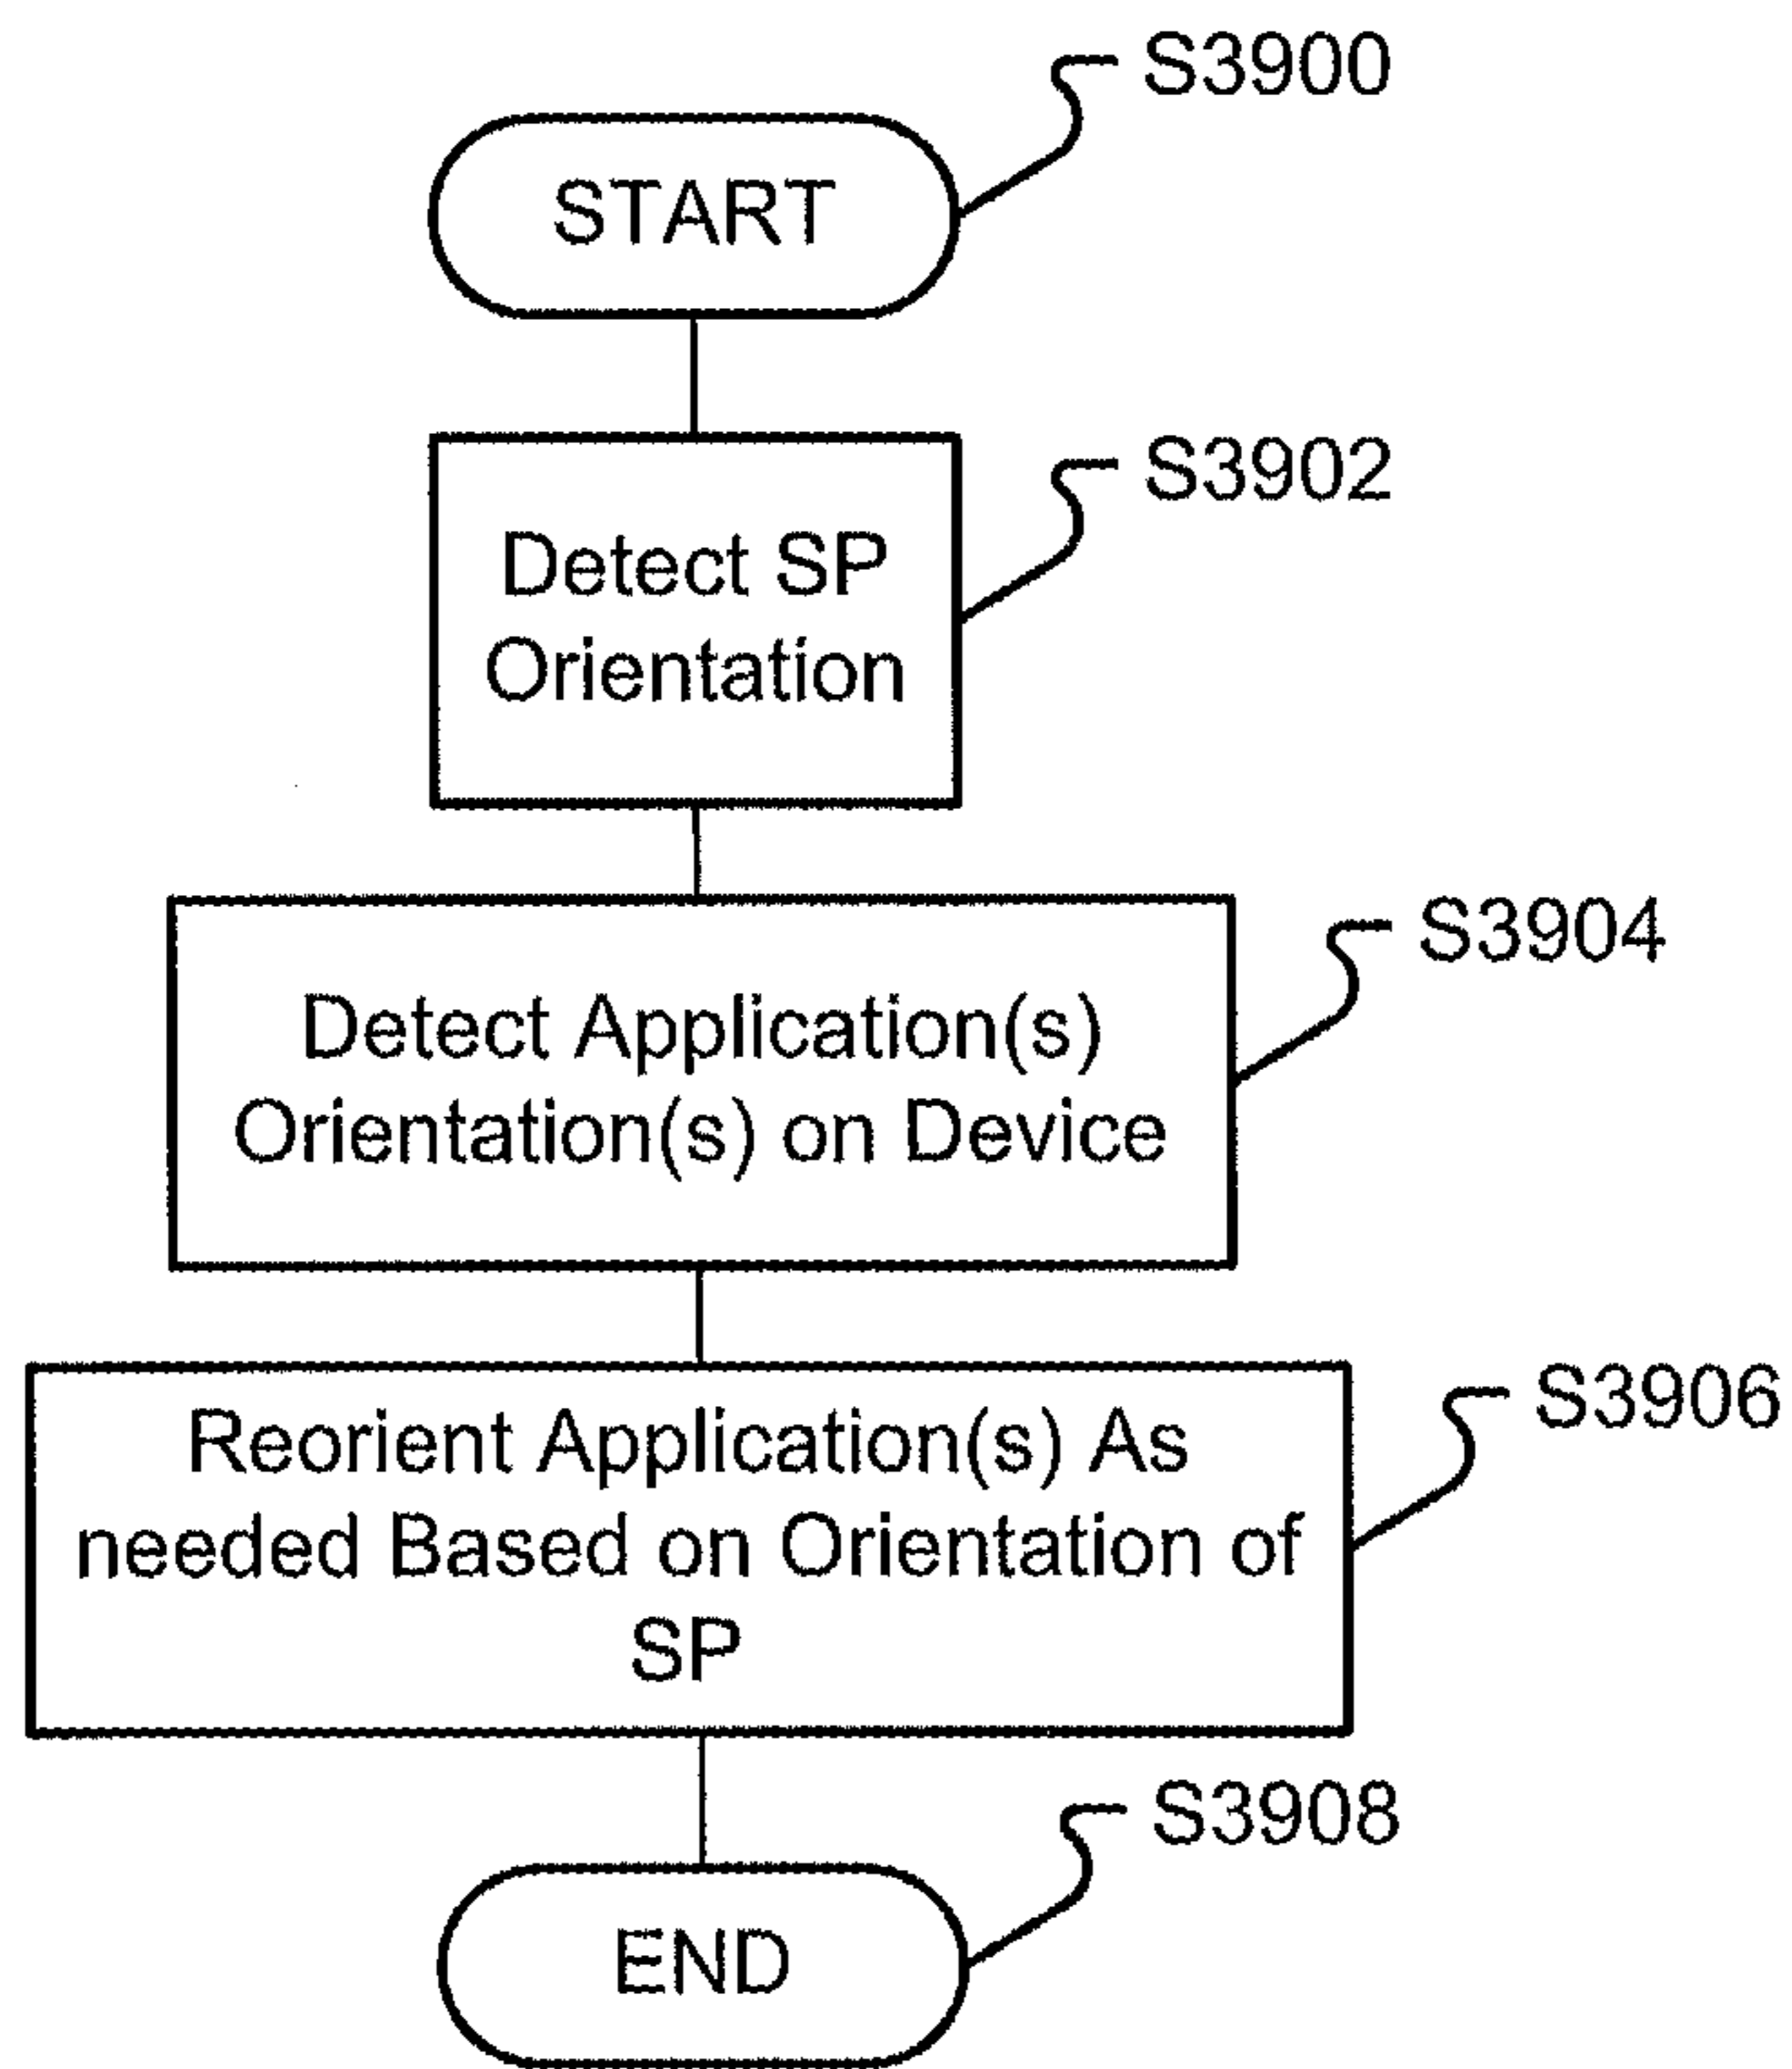 S3900
START
S3902
Detect SP
Orientation
S3904
Detect Application(s)
Orientation(s) on Device
S3906
Reorient Application(s) As
needed Based on Orientation of
SP
S3908
END